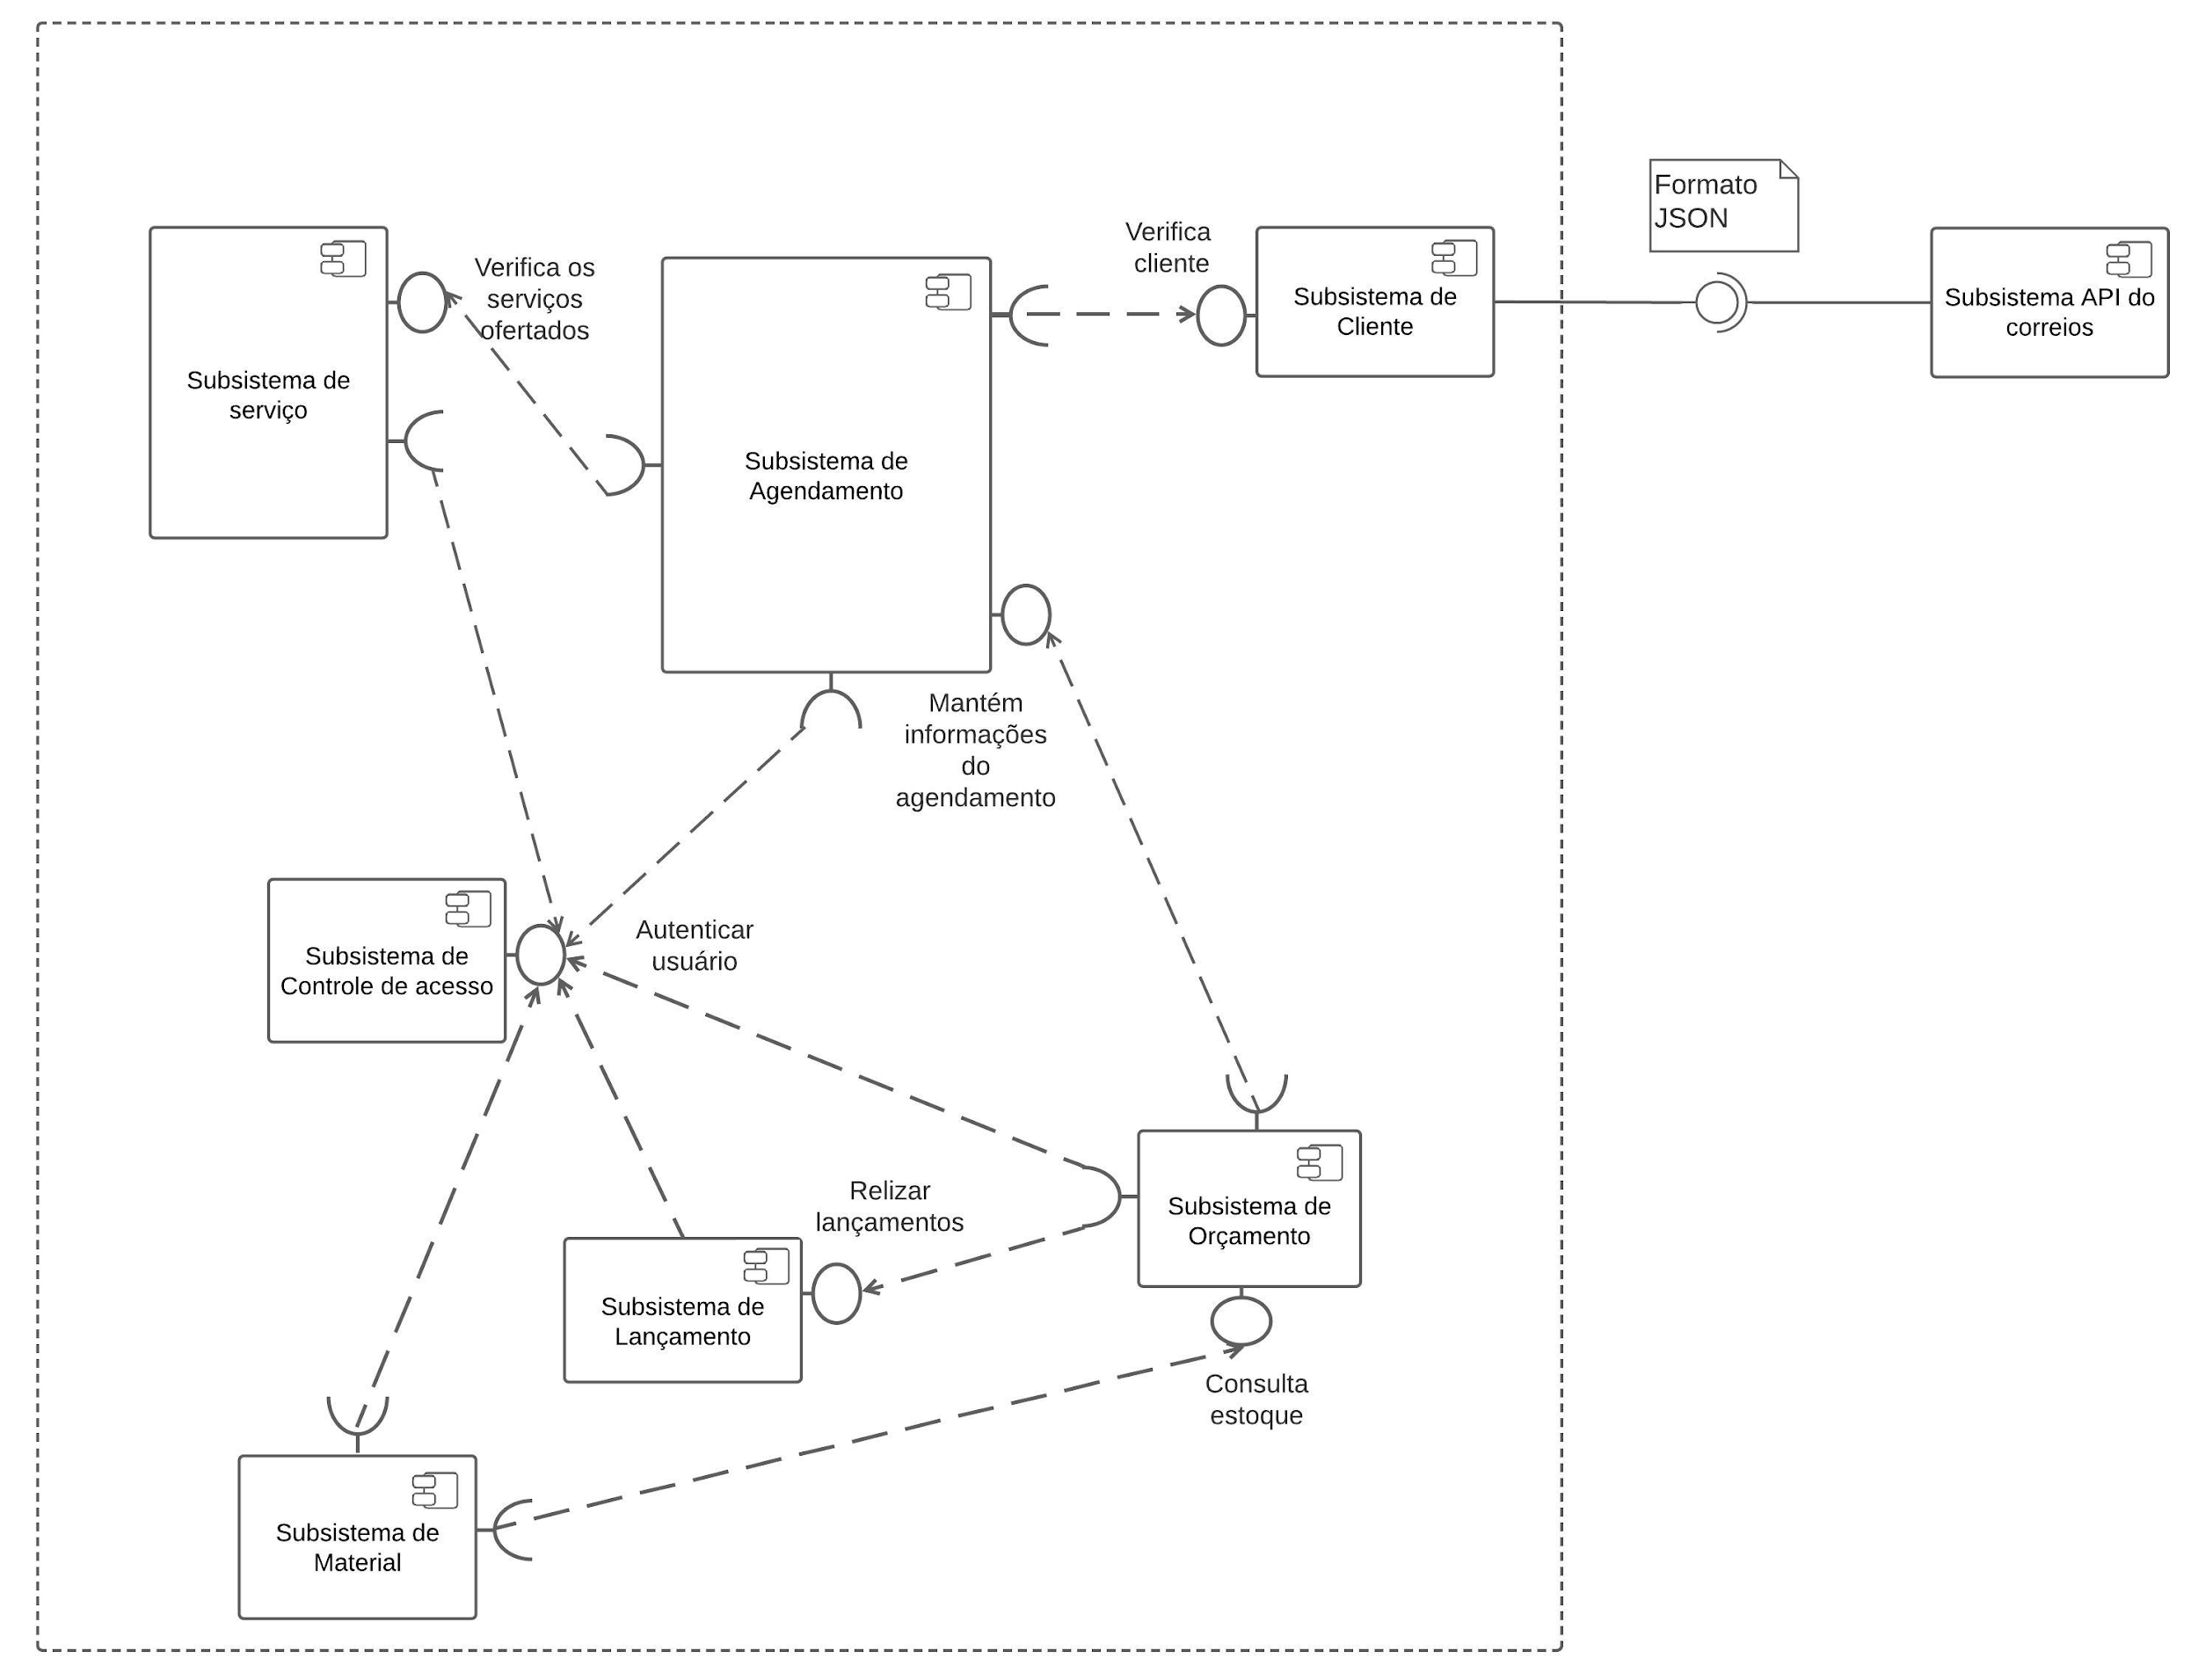 Formato
JSON
Verifica
cliente
Verifica os
serviços
ofertados
Subsistema de
Cliente
Subsistema API do
correios
Subsistema de
serviço
Subsistema de
Agendamento
Mantém
informações
do
agendamento
Autenticar
usuário
Subsistema de
Controle de acesso
Relizar
lançamentos
Subsistema de
Orçamento
Subsistema de
Lançamento
Consulta
estoque
Subsistema de
Material